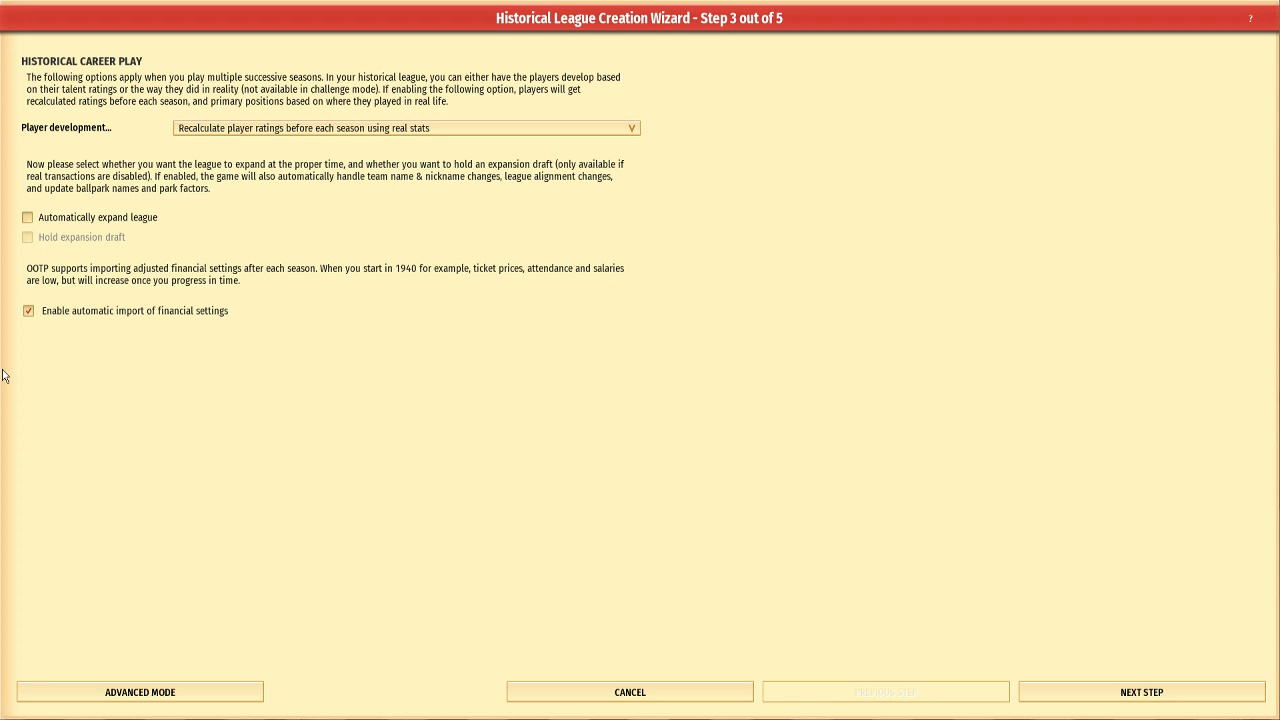 Historical League Creation Wizard - Step 3 out of 5
?
HISTORICAL CAREER PLAY
The following options apply when you play multiple successive seasons. In your historical league, you can either have the players develop based
on their talent ratings or the way they did in reality (not available in challenge mode). If enabling the following option, players will get
recalculated ratings before each season, and primary positions based on where they played in real life.
Player development...
Recalculate player ratings before each season using real stats
Now please select whether you want the league to expand at the proper time, and whether you want to hold an expansion draft (only available if
real transactions are disabled). If enabled, the game will also automatically handle team name & nickname changes, league alignment changes,
and update ballpark names and park factors.
Automatically expand league
Hold expansion draft
OOTP supports importing adjusted financial settings after each season. When you start in 1940 for example, ticket prices, attendance and salaries
are low, but will increase once you progress in time.
Enable automatic import of financial settings
ADVANCED MODE
CANCEL
PREVIOUS STEP
NEXT STEP